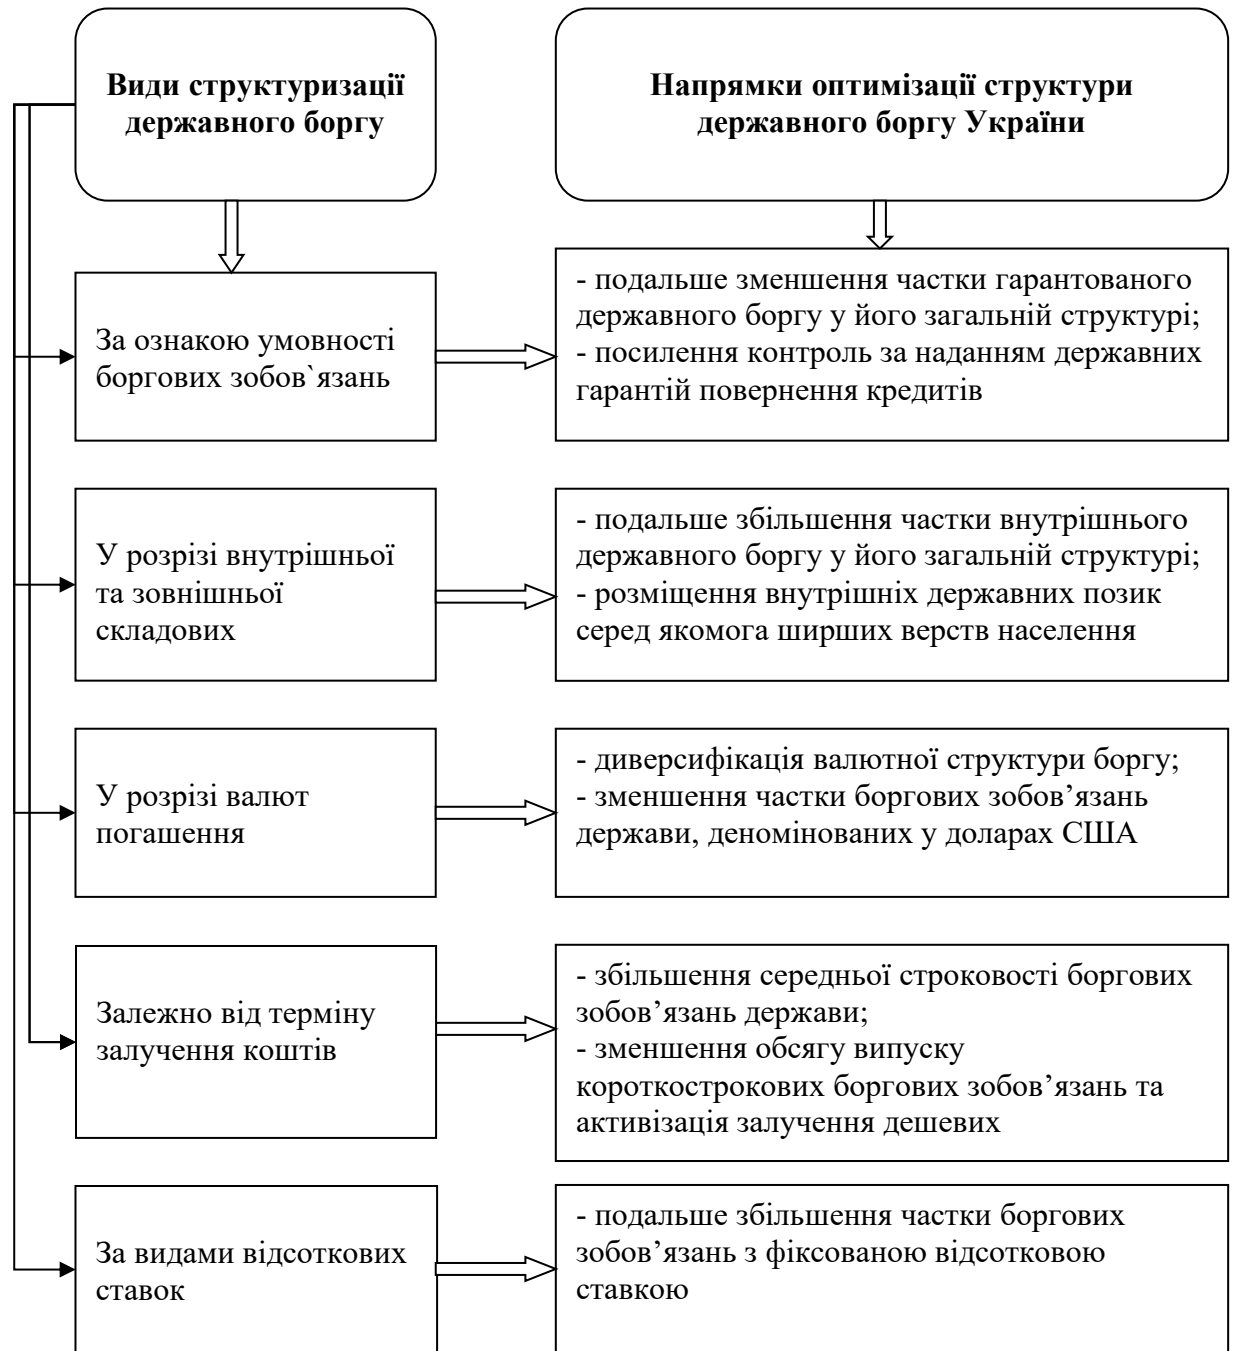 Види структуризації
державного боргу
Напрямки оптимізації структури
державного боргу України
За ознакою умовності
боргових зобов`язань
- подальше зменшення частки гарантованого
державного боргу у його загальній структурі;
- посилення контроль за наданням державних
гарантій повернення кредитів
У розрізі внутрішньої
та зовнішньої
складових
- подальше збільшення частки внутрішнього
державного боргу у його загальній структурі;
- розміщення внутрішніх державних позик
серед якомога ширших верств населення
У розрізі валют
погашення
- диверсифікація валютної структури боргу;
- зменшення частки боргових зобов’язань
держави, деномінованих у доларах США
Залежно від терміну
залучення коштів
- збільшення середньої строковості боргових
зобов’язань держави;
- зменшення обсягу випуску
короткострокових боргових зобов’язань та
активізація залучення дешевих
За видами відсоткових
ставок
- подальше збільшення частки боргових
зобов’язань з фіксованою відсотковою
ставкою